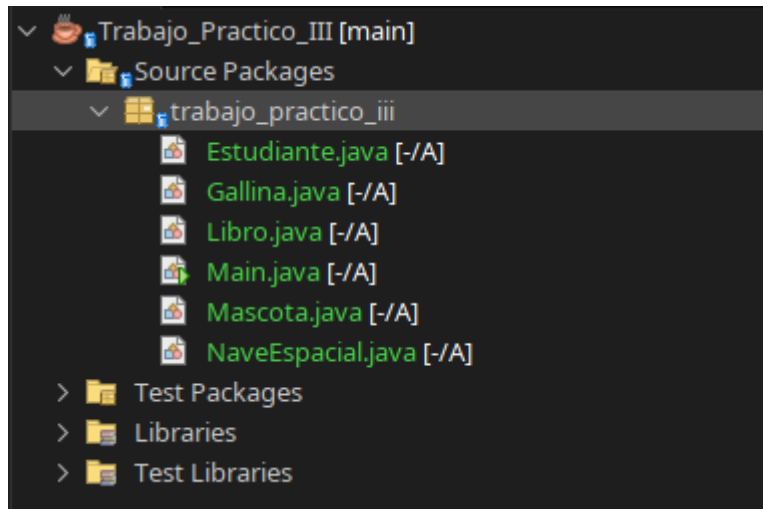 Trabajo_Practico_III [main]
Source Packages
trabajo_practico_iii
Estudiante.java [-/A]
Gallina.java [-/A]
Libro.java [-/A]
Main.java [-/A]
Mascota.java [-/A]
NaveEspacial.java [-/A]
Test Packages
Libraries
Test Libraries